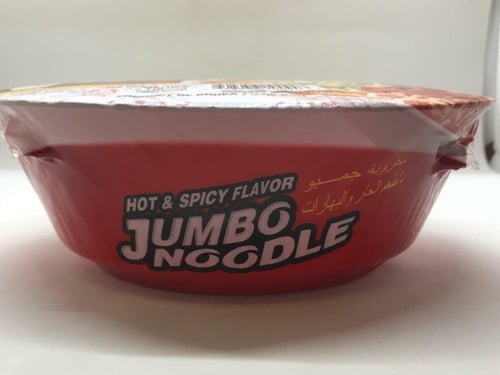 HOT & SPICY FLAVOR
JUMBO
NOODLE
معكرونة جمبو
بطعم الحار والبهارات